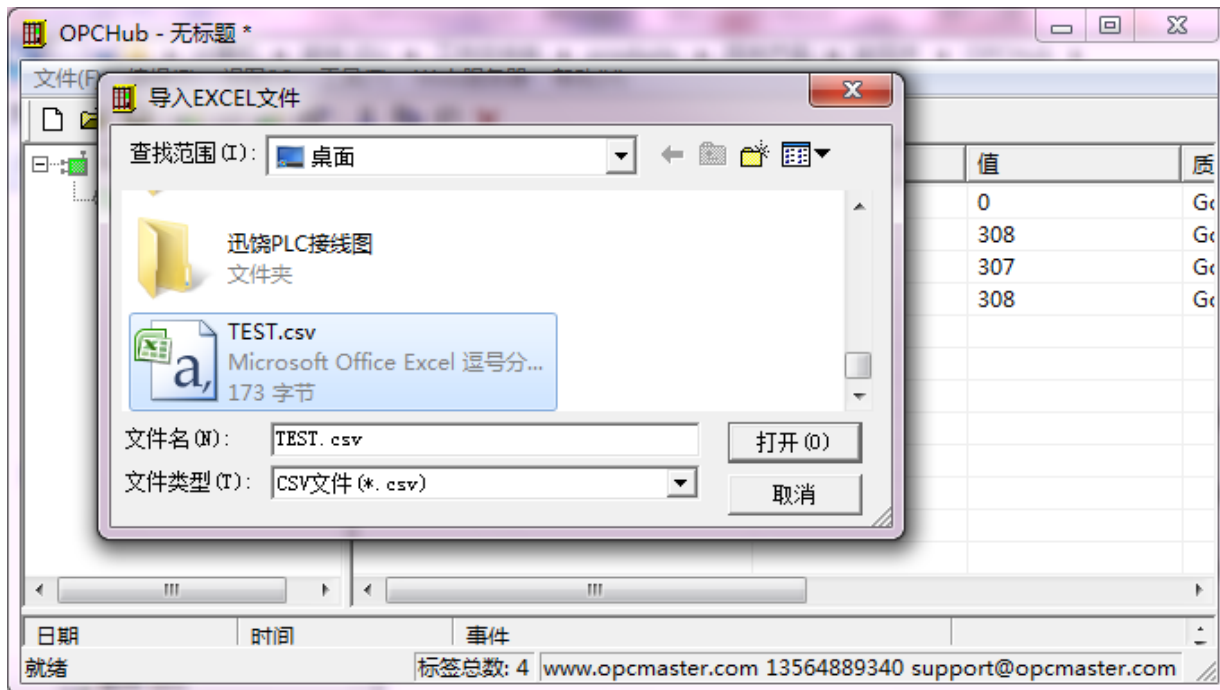 OPCHub - 无标题 *
文件(F)
导入EXCEL文件
查找范围(I):
桌面
迅饶PLC接线图
文件夹
TEST.csv
Microsoft Office Excel 逗号分...
173 字节
文件名(N):
TEST.csv
打开(O)
文件类型(T):
CSV文件(*.csv)
取消
值
质
0
308
307
308
日期 时间 事件
就绪 标签总数: 4 www.opcmaster.com 13564889340 support@opcmaster.com